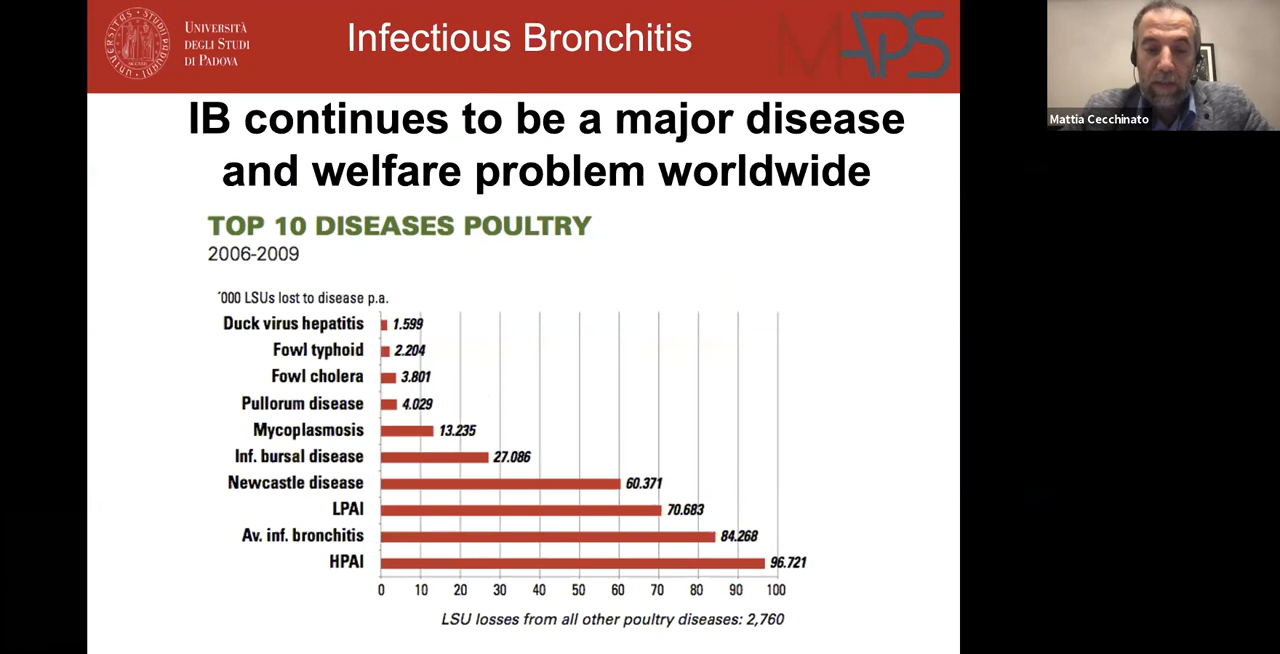 UNIVERSITÀ
DEGLI STUDI
DI PADOVA
Infectious Bronchitis
MAPS
Mattia Cecchinato
IB continues to be a major disease
and welfare problem worldwide
TOP 10 DISEASES POULTRY
2006-2009
´000 LSUs lost to disease p.a.
Duck virus hepatitis 1.599
Fowl typhoid 2.204
Fowl cholera 3.801
Pullorum disease 4.029
Mycoplasmosis 13.235
Inf. bursal disease 27.086
Newcastle disease 60.371
LPAI 70.683
Av. inf. bronchitis 84.268
HPAI 96.721
0 10 20 30 40 50 60 70 80 90 100
LSU losses from all other poultry diseases: 2,760